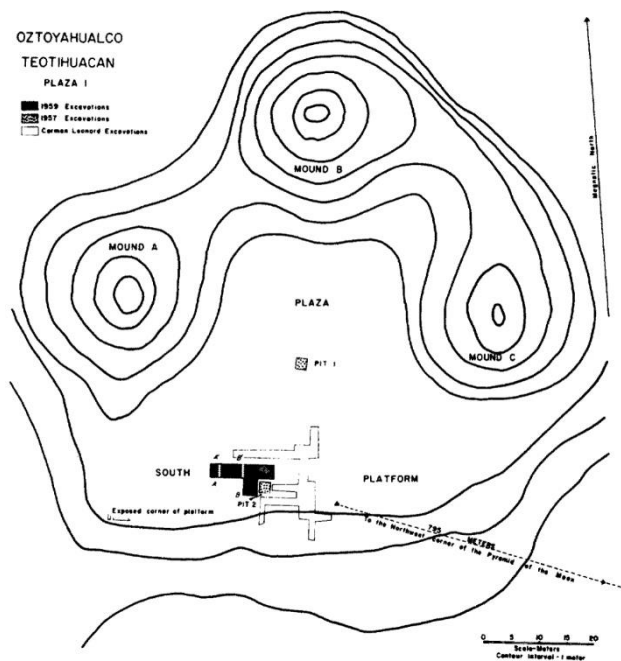 OZTOYAHUALCO
TEOTIHUACAN
PLAZA I
1959 Excavations
1957 Excavations
Carmen Leonard Excavations
Magnetic North
MOUND B
MOUND A
PLAZA
MOUND C
PIT 1
A'
B'
SOUTH
PLATFORM
A
B
PIT 2
Exposed corner of platform
795 METERS
To the Northwest corner of the Pyramid of the Moon
0 5 10 15 20
Scale-Meters
Contour Interval-1 meter